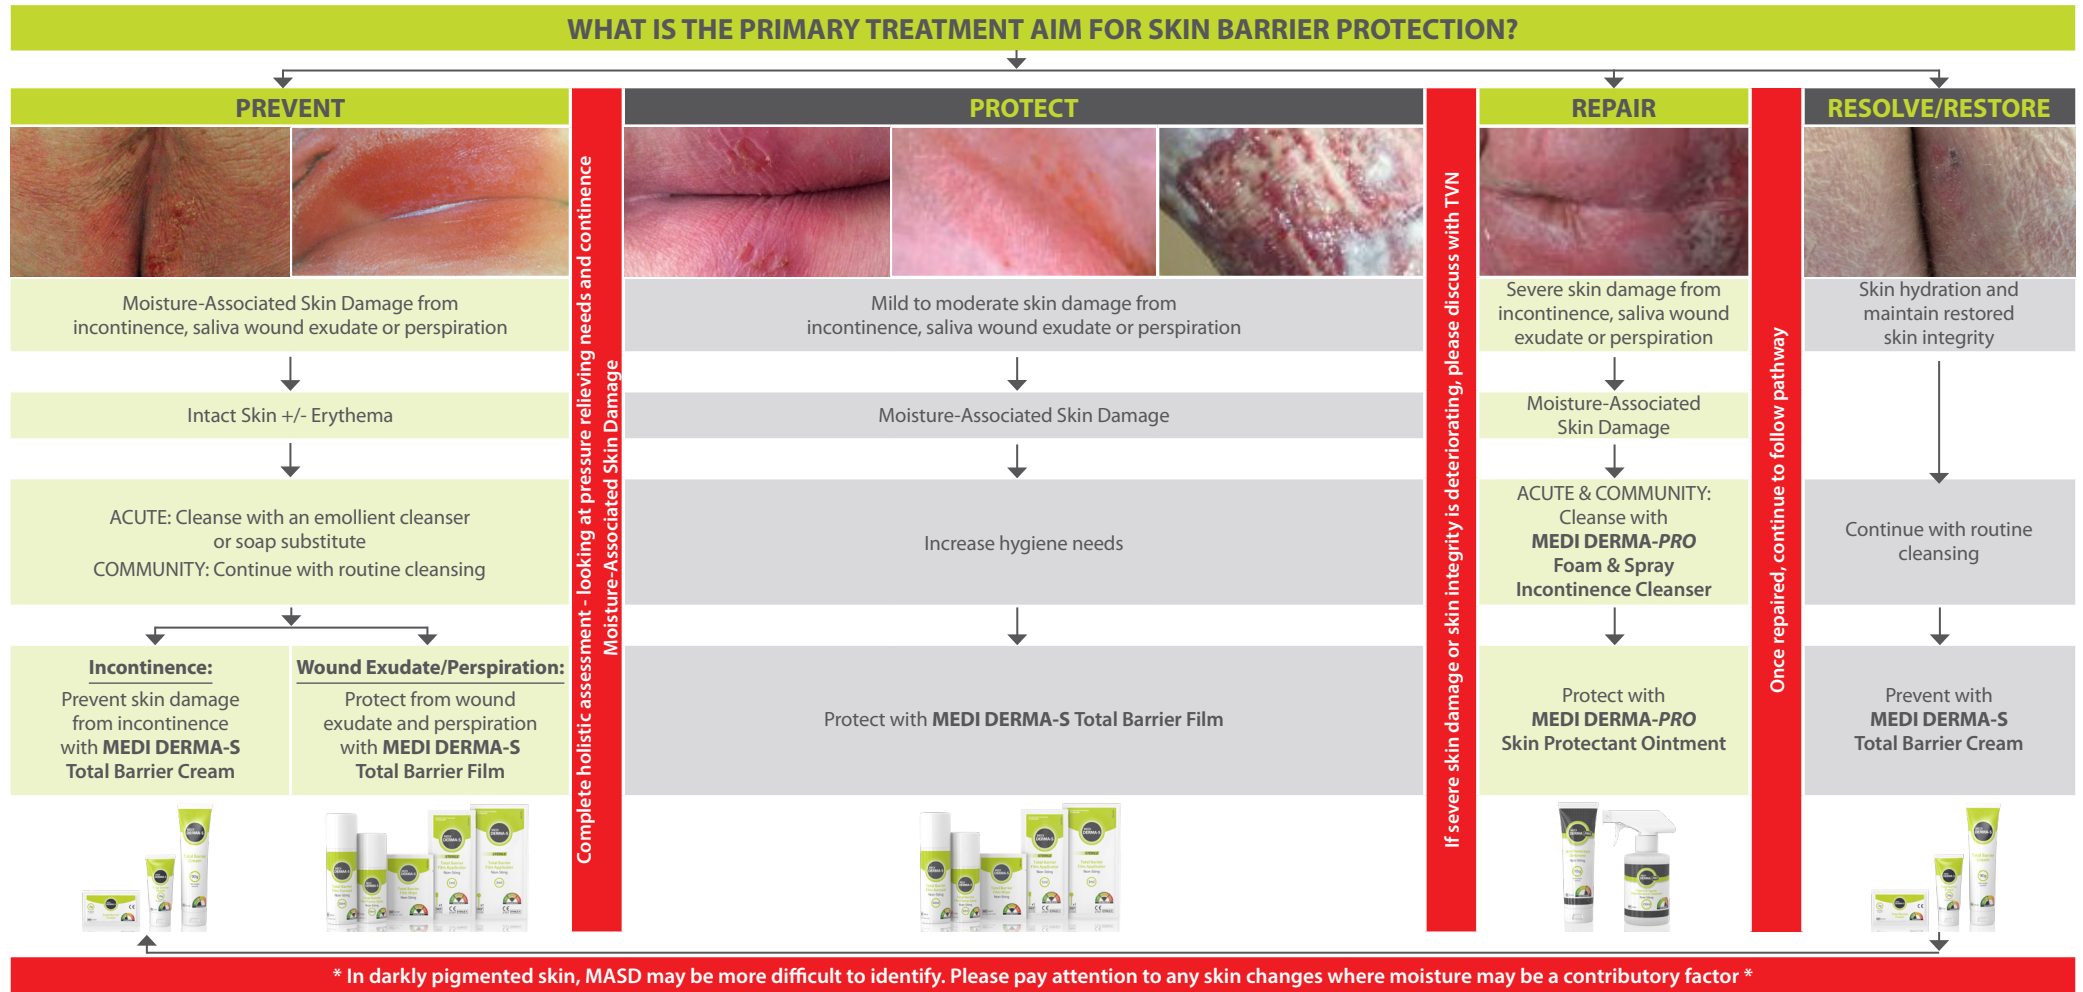 WHAT IS THE PRIMARY TREATMENT AIM FOR SKIN BARRIER PROTECTION?
PREVENT
Moisture-Associated Skin Damage from
incontinence, saliva wound exudate or perspiration
Intact Skin +/- Erythema
ACUTE: Cleanse with an emollient cleanser
or soap substitute
COMMUNITY: Continue with routine cleansing
Incontinence:
Prevent skin damage
from incontinence
with MEDI DERMA-S
Total Barrier Cream
Wound Exudate/Perspiration:
Protect from wound
exudate and perspiration
with MEDI DERMA-S
Total Barrier Film
Complete holistic assessment - looking at pressure relieving needs and continence
Moisture-Associated Skin Damage
PROTECT
Mild to moderate skin damage from
incontinence, saliva wound exudate or perspiration
Moisture-Associated Skin Damage
Increase hygiene needs
Protect with MEDI DERMA-S Total Barrier Film
If severe skin damage or skin integrity is deteriorating, please discuss with TVN
REPAIR
Severe skin damage from
incontinence, saliva wound
exudate or perspiration
Moisture-Associated
Skin Damage
ACUTE & COMMUNITY:
Cleanse with
MEDI DERMA-PRO
Foam & Spray
Incontinence Cleanser
Protect with
MEDI DERMA-PRO
Skin Protectant Ointment
Once repaired, continue to follow pathway
RESOLVE/RESTORE
Skin hydration and
maintain restored
skin integrity
Continue with routine
cleansing
Prevent with
MEDI DERMA-S
Total Barrier Cream
* In darkly pigmented skin, MASD may be more difficult to identify. Please pay attention to any skin changes where moisture may be a contributory factor *